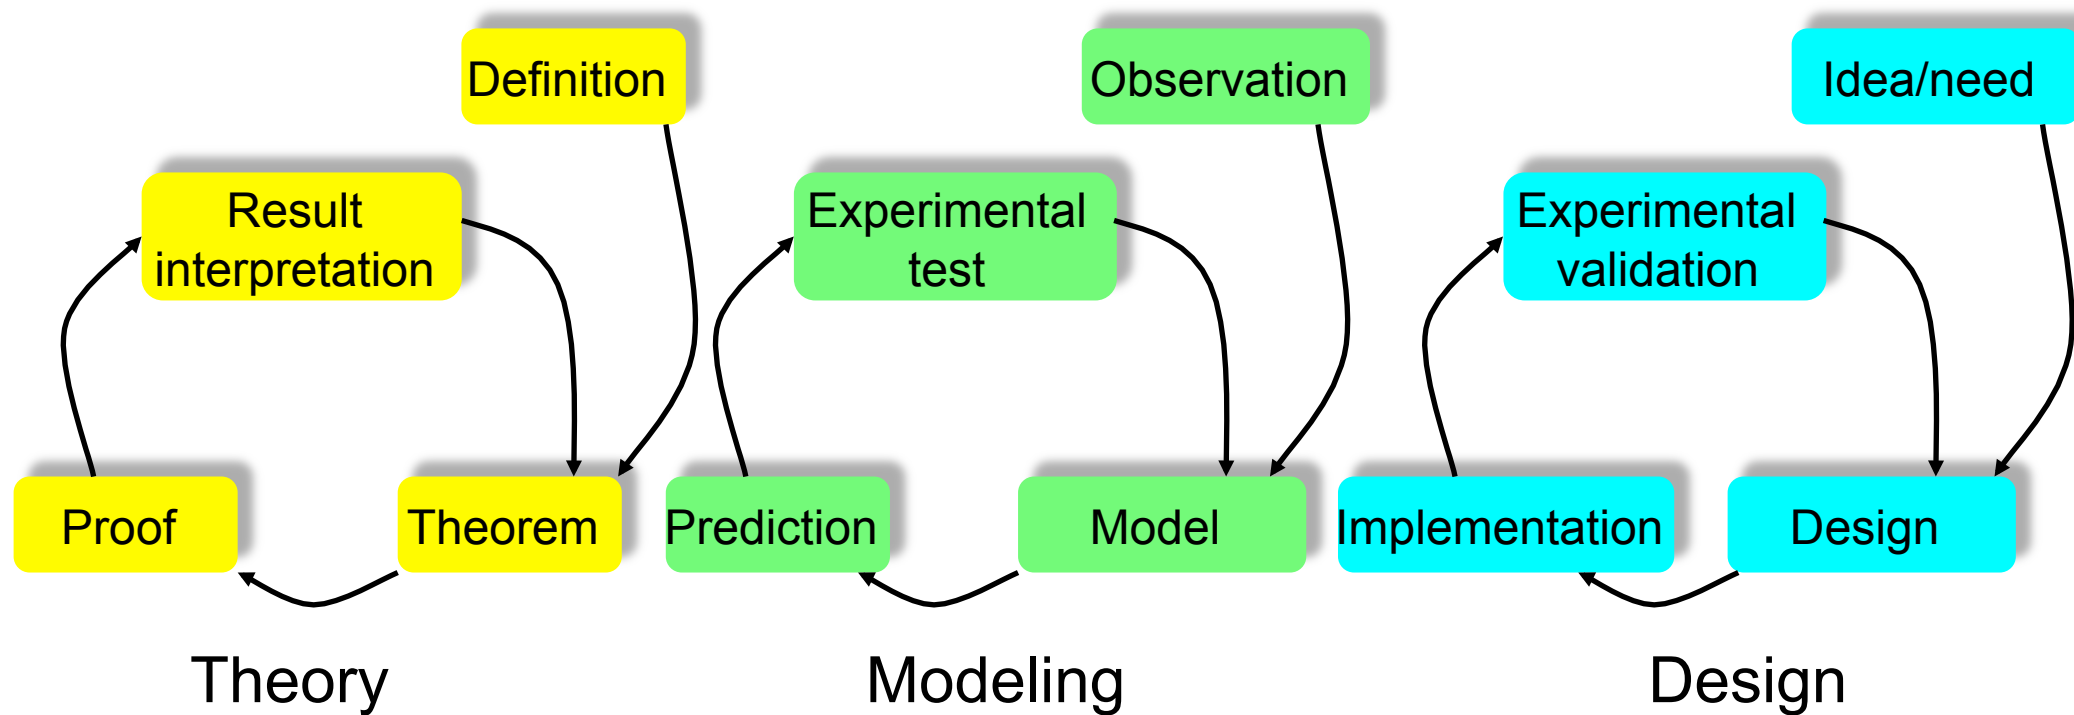 Definition
Result
interpretation
Proof
Theorem
Theory
Observation
Experimental
test
Prediction
Model
Modeling
Idea/need
Experimental
validation
Implementation
Design
Design